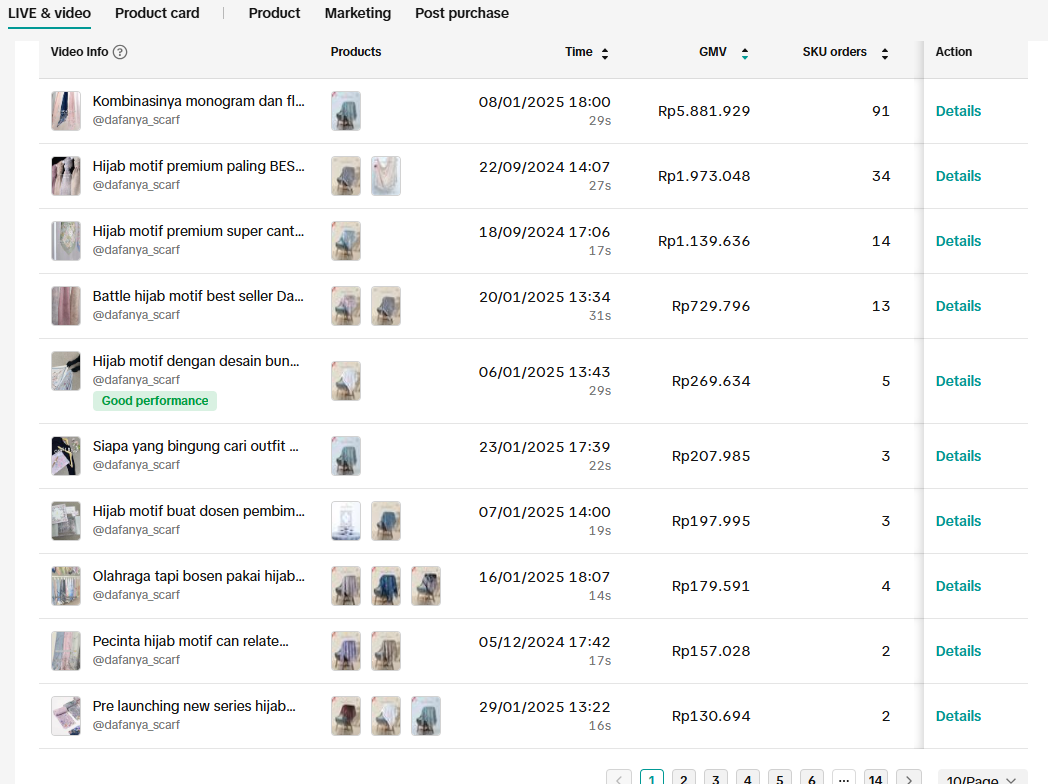 LIVE & video Product card Product Marketing Post purchase
Video Info ? Products Time GMV SKU orders Action
Kombinasinya monogram dan fl... 08/01/2025 18:00 Rp5.881.929 91 Details
@dafanya_scarf 29s
Hijab motif premium paling BES... 22/09/2024 14:07 Rp1.973.048 34 Details
@dafanya_scarf 27s
Hijab motif premium super cant... 18/09/2024 17:06 Rp1.139.636 14 Details
@dafanya_scarf 17s
Battle hijab motif best seller Da... 20/01/2025 13:34 Rp729.796 13 Details
@dafanya_scarf 31s
Hijab motif dengan desain bun... 06/01/2025 13:43 Rp269.634 5 Details
@dafanya_scarf 29s
Good performance
Siapa yang bingung cari outfit ... 23/01/2025 17:39 Rp207.985 3 Details
@dafanya_scarf 22s
Hijab motif buat dosen pembim... 07/01/2025 14:00 Rp197.995 3 Details
@dafanya_scarf 19s
Olahraga tapi bosen pakai hijab... 16/01/2025 18:07 Rp179.591 4 Details
@dafanya_scarf 14s
Pecinta hijab motif can relate... 05/12/2024 17:42 Rp157.028 2 Details
@dafanya_scarf 17s
Pre launching new series hijab... 29/01/2025 13:22 Rp130.694 2 Details
@dafanya_scarf 16s
< 1 2 3 4 5 6 ... 14 > 10/Page